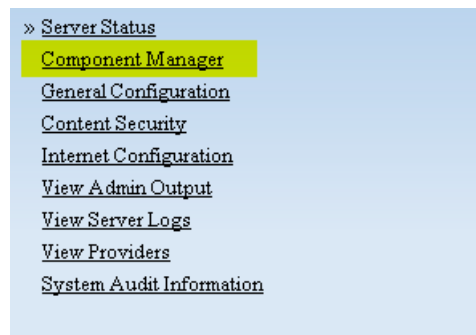 » Server Status
Component Manager
General Configuration
Content Security
Internet Configuration
View Admin Output
View Server Logs
View Providers
System Audit Information